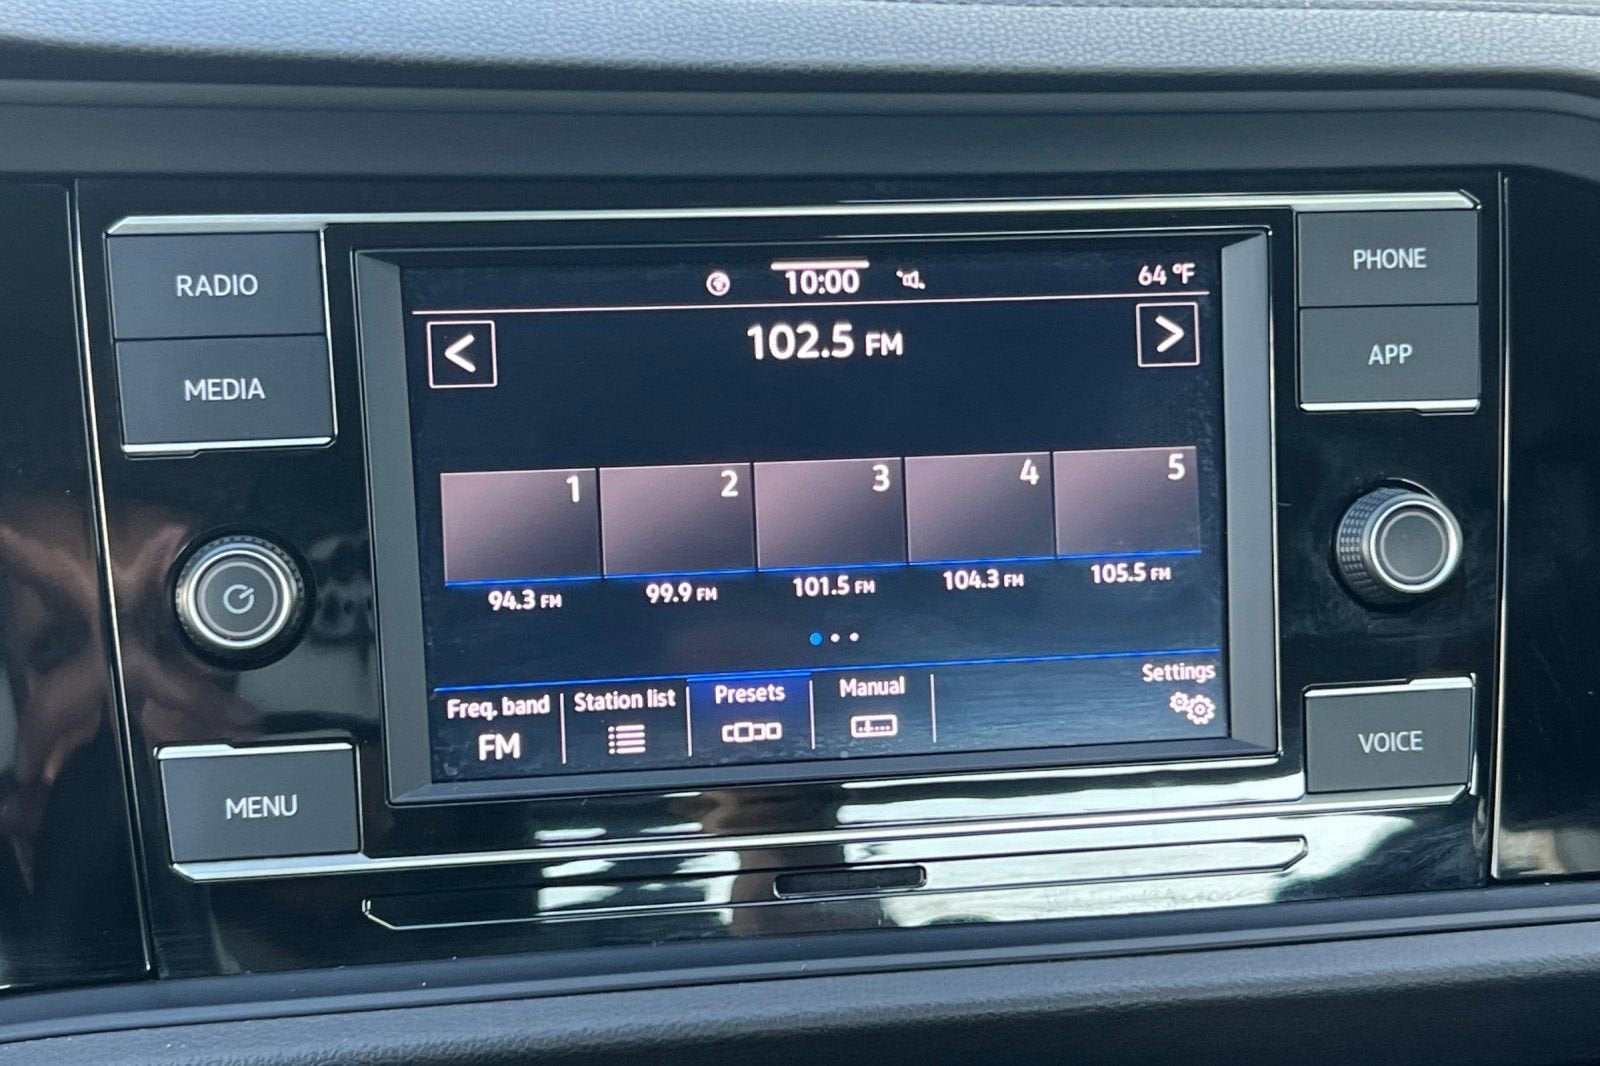 RADIO
MEDIA
MENU
10:00
64 °F
<
102.5 FM
>
1 2 3 4 5
94.3 FM 99.9 FM 101.5 FM 104.3 FM 105.5 FM
Freq. band
FM
Station list
Presets
Manual
Settings
PHONE
APP
VOICE